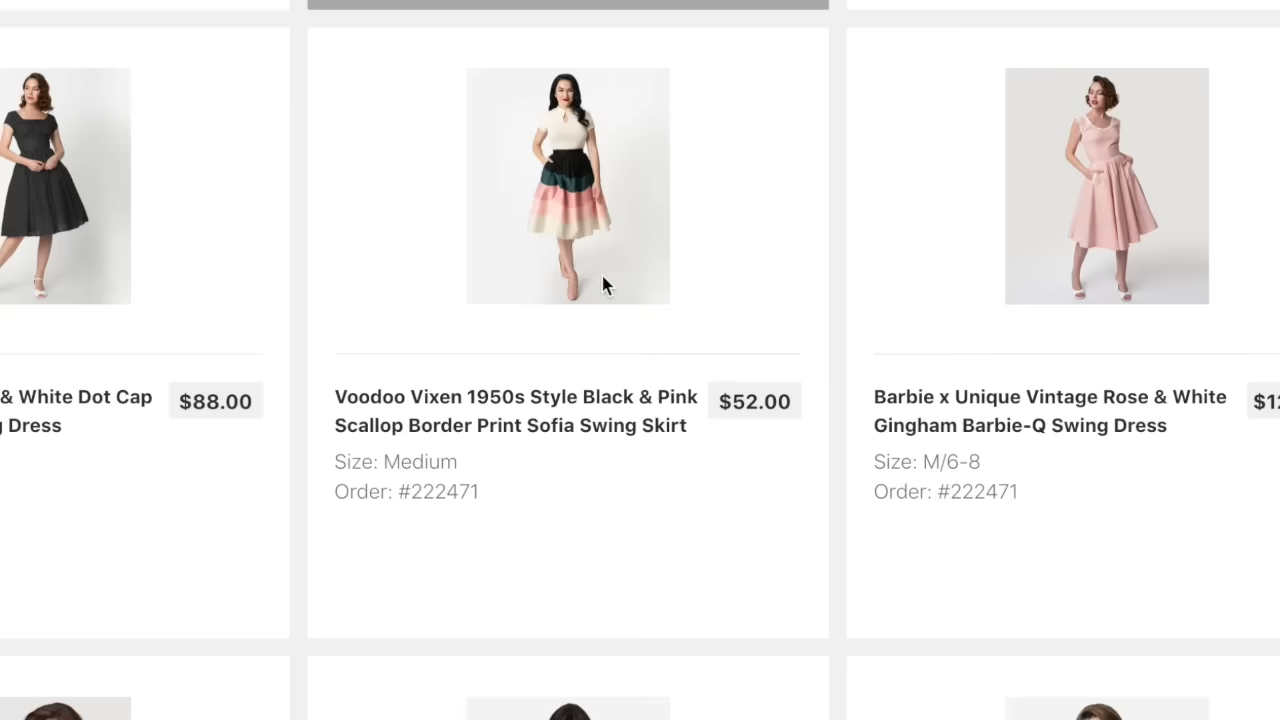 & White Dot Cap
Dress
$88.00
Voodoo Vixen 1950s Style Black & Pink
Scallop Border Print Sofia Swing Skirt
$52.00
Size: Medium
Order: #222471
Barbie x Unique Vintage Rose & White
Gingham Barbie-Q Swing Dress
$12
Size: M/6-8
Order: #222471